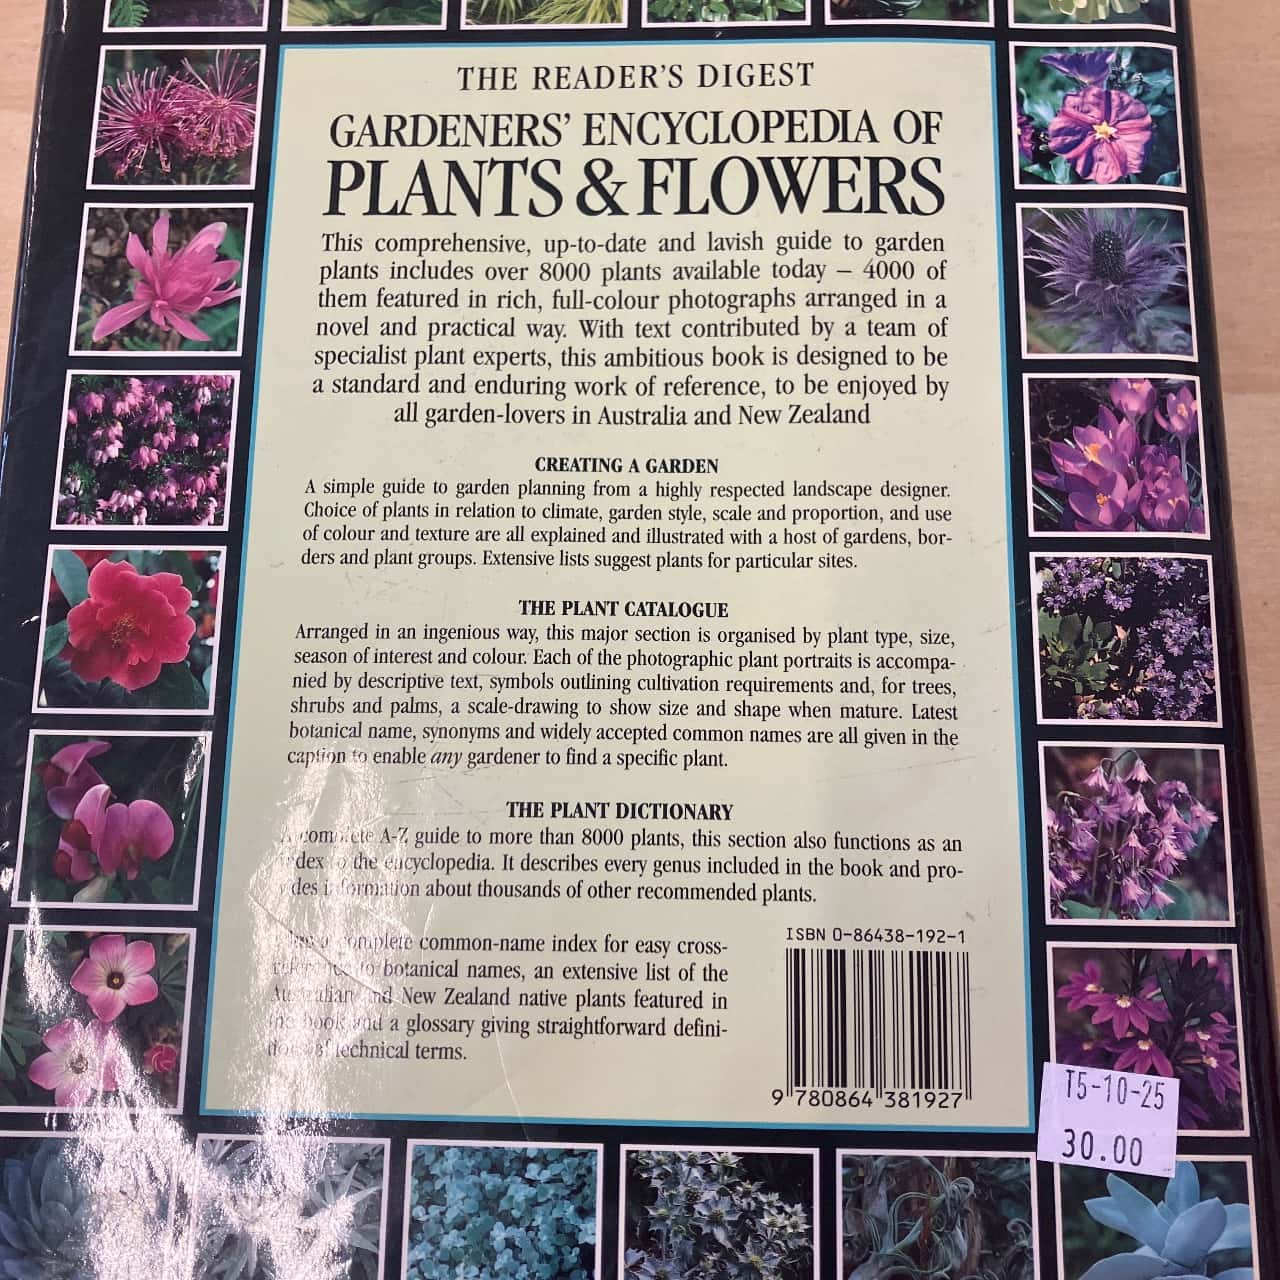 THE READER'S DIGEST
GARDENERS' ENCYCLOPEDIA OF
PLANTS & FLOWERS
This comprehensive, up-to-date and lavish guide to garden
plants includes over 8000 plants available today – 4000 of
them featured in rich, full-colour photographs arranged in a
novel and practical way. With text contributed by a team of
specialist plant experts, this ambitious book is designed to be
a standard and enduring work of reference, to be enjoyed by
all garden-lovers in Australia and New Zealand
CREATING A GARDEN
A simple guide to garden planning from a highly respected landscape designer.
Choice of plants in relation to climate, garden style, scale and proportion, and use
of colour and texture are all explained and illustrated with a host of gardens, bor-
ders and plant groups. Extensive lists suggest plants for particular sites.
THE PLANT CATALOGUE
Arranged in an ingenious way, this major section is organised by plant type, size,
season of interest and colour. Each of the photographic plant portraits is accompa-
nied by descriptive text, symbols outlining cultivation requirements and, for trees,
shrubs and palms, a scale-drawing to show size and shape when mature. Latest
botanical name, synonyms and widely accepted common names are all given in the
caption to enable any gardener to find a specific plant.
THE PLANT DICTIONARY
A complete A-Z guide to more than 8000 plants, this section also functions as an
index to the encyclopedia. It describes every genus included in the book and pro-
vides information about thousands of other recommended plants.
complete common-name index for easy cross-
reference to botanical names, an extensive list of the
Australian and New Zealand native plants featured in
the book and a glossary giving straightforward defini-
tions of technical terms.
ISBN 0-86438-192-1
9 780864 381927
T5-10-25
30.00